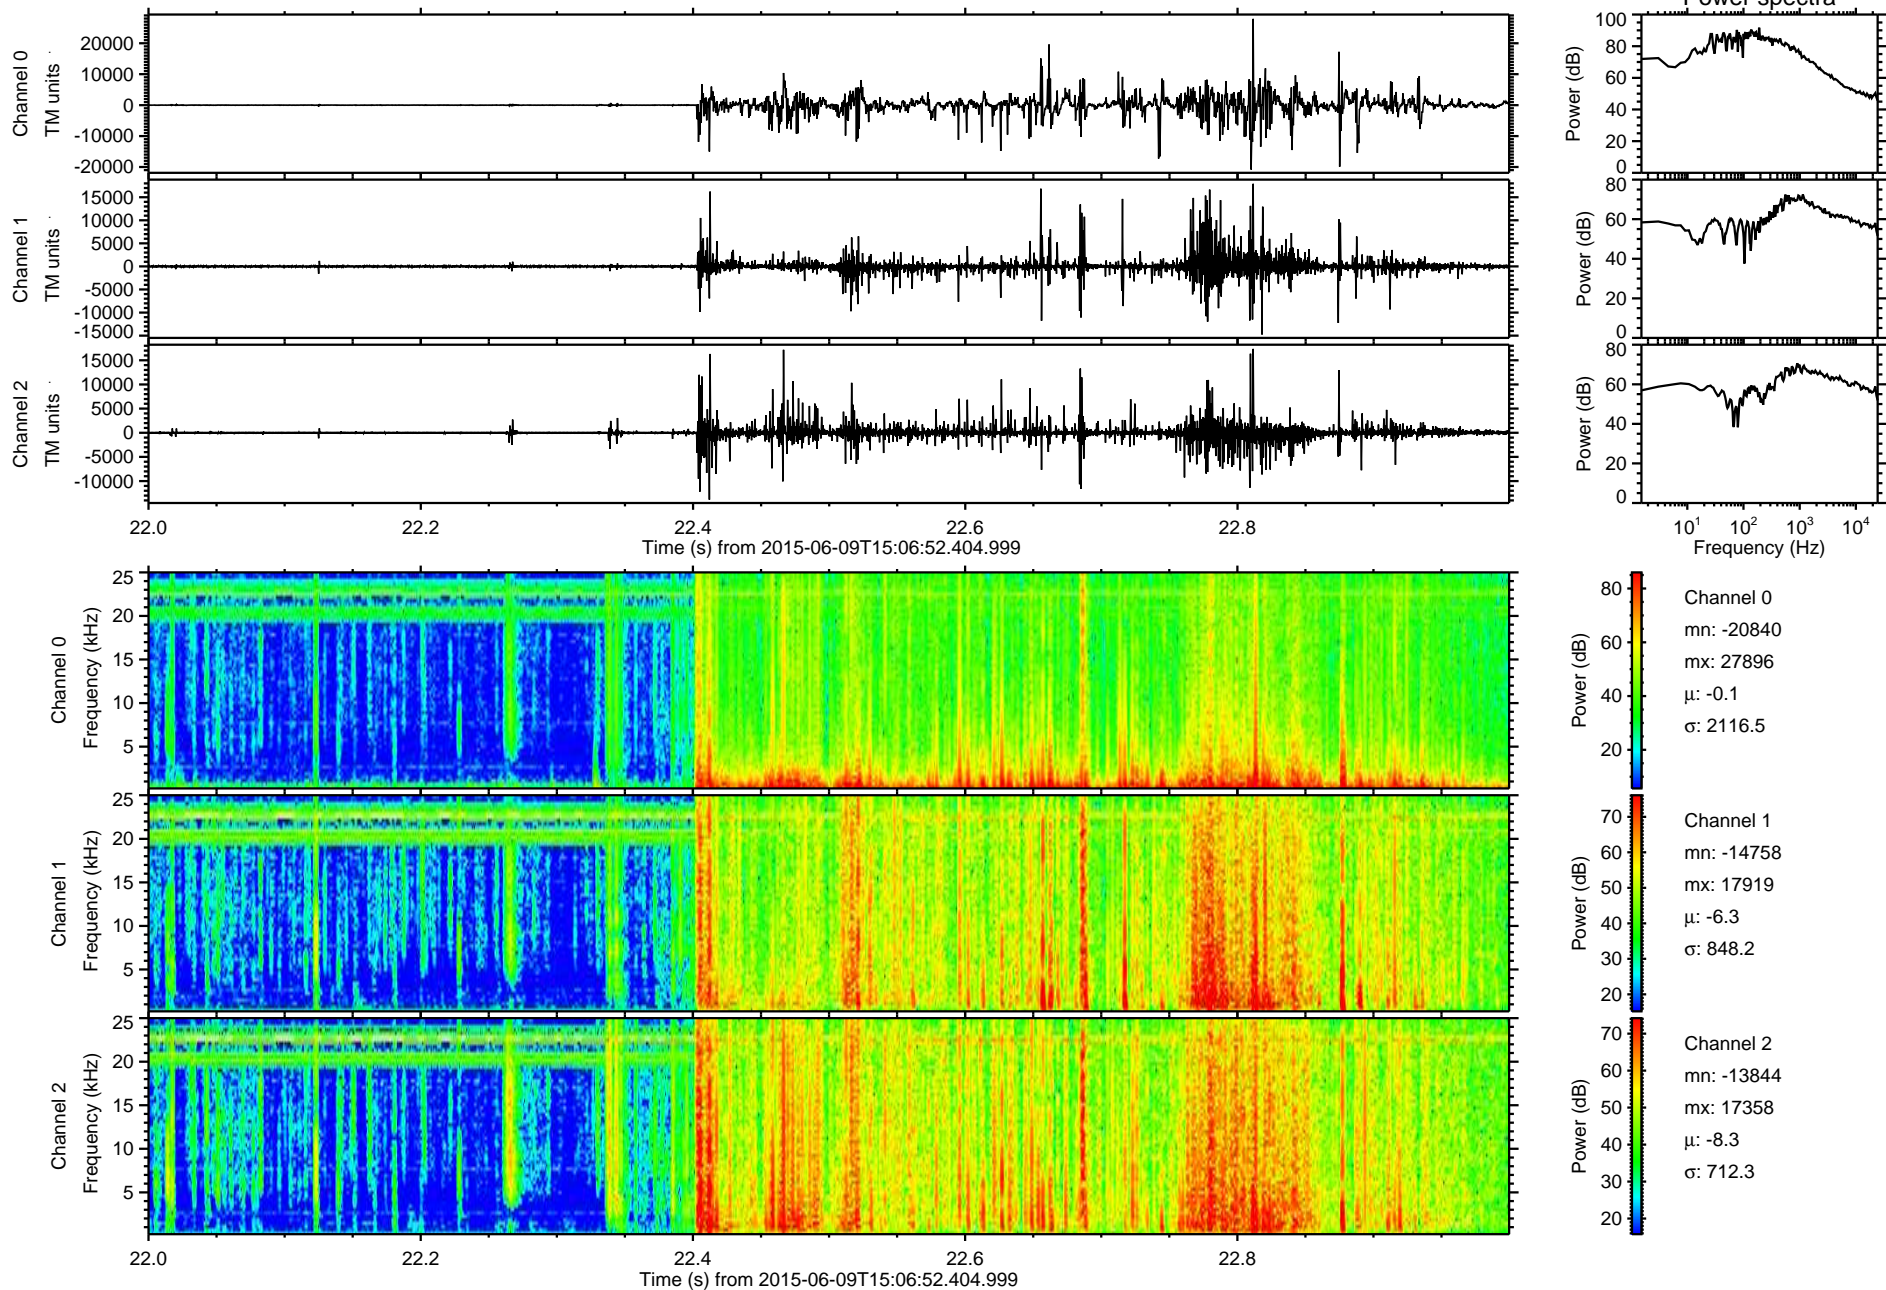 Power spectra
Channel 0
TM units
20000
10000
0
-10000
-20000
Power (dB)
100
80
60
40
20
0
Channel 1
TM units
15000
10000
5000
0
-5000
-10000
-15000
Power (dB)
80
60
40
20
0
Channel 2
TM units
15000
10000
5000
0
-5000
-10000
Power (dB)
80
60
40
20
0
22.0 22.2 22.4 22.6 22.8
Time (s) from 2015-06-09T15:06:52.404.999
10¹ 10² 10³ 10⁴
Frequency (Hz)
Channel 0
Frequency (kHz)
25
20
15
10
5
Power (dB)
80
60
40
20
Channel 0
mn: -20840
mx: 27896
μ: -0.1
σ: 2116.5
Channel 1
Frequency (kHz)
25
20
15
10
5
Power (dB)
70
60
50
40
30
20
Channel 1
mn: -14758
mx: 17919
μ: -6.3
σ: 848.2
Channel 2
Frequency (kHz)
25
20
15
10
5
Power (dB)
70
60
50
40
30
20
Channel 2
mn: -13844
mx: 17358
μ: -8.3
σ: 712.3
22.0 22.2 22.4 22.6 22.8
Time (s) from 2015-06-09T15:06:52.404.999